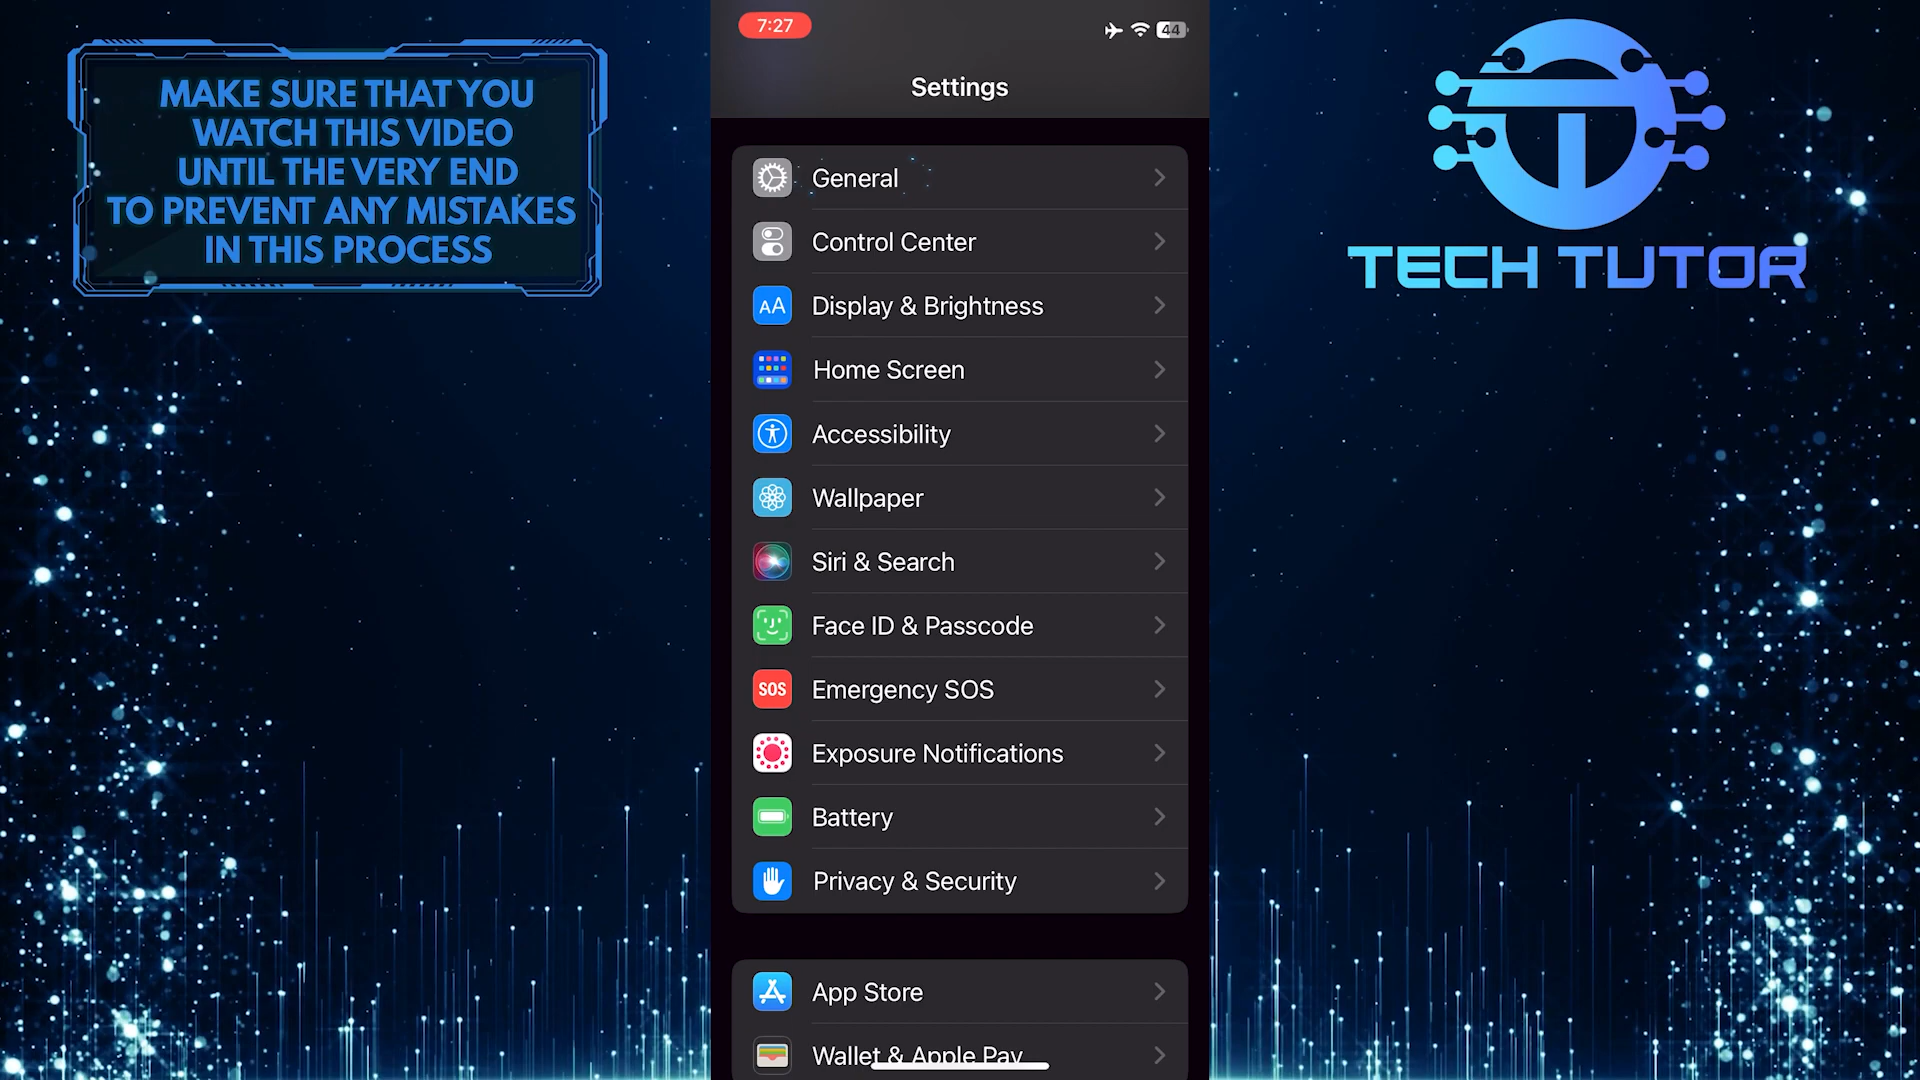 MAKE SURE THAT YOU
WATCH THIS VIDEO
UNTIL THE VERY END
TO PREVENT ANY MISTAKES
IN THIS PROCESS
7:27
44
Settings
General
Control Center
AA
Display & Brightness
Home Screen
Accessibility
Wallpaper
Siri & Search
Face ID & Passcode
SOS
Emergency SOS
Exposure Notifications
Battery
Privacy & Security
App Store
Wallet & Apple Pay
TECH TUTOR